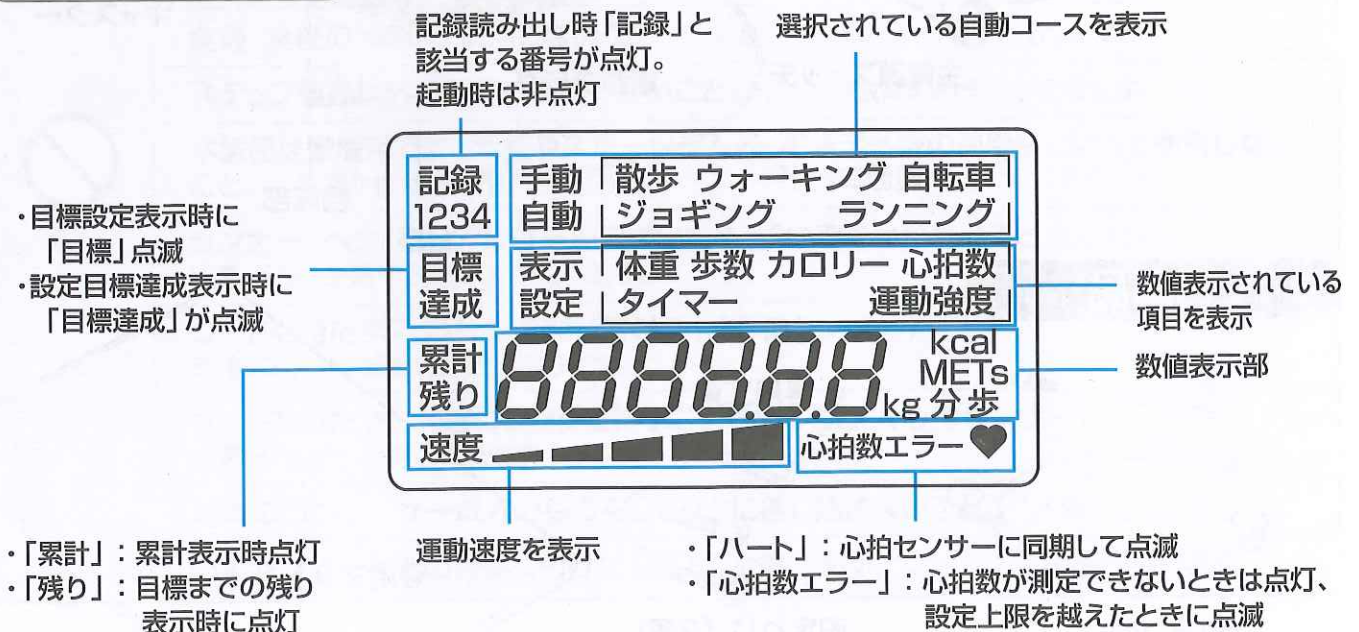 記録読み出し時「記録」と
該当する番号が点灯。
起動時は非点灯
選択されている自動コースを表示
記録 手動 散歩 ウォーキング 自転車
1234 自動 ジョギング ランニング
・目標設定表示時に
「目標」点滅
・設定目標達成表示時に
「目標達成」が点滅
目標 表示 体重 歩数 カロリー 心拍数
達成 設定 タイマー 運動強度
数値表示されている
項目を表示
累計 8888.8.8 kcal
残り METs
kg 分 歩
数値表示部
速度 心拍数エラー ♥
・「累計」：累計表示時点灯
・「残り」：目標までの残り
表示時に点灯
運動速度を表示
・「ハート」：心拍センサーに同期して点滅
・「心拍数エラー」：心拍数が測定できないときは点灯、
設定上限を越えたときに点滅